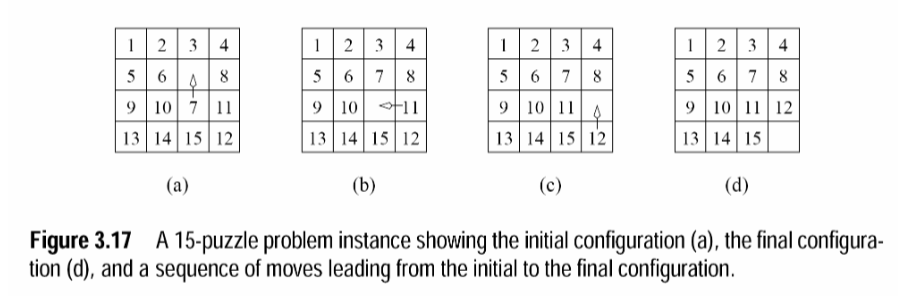 1 2 3 4 1 2 3 4 1 2 3 4 1 2 3 4
5 6 8 5 6 7 8 5 6 7 8 5 6 7 8
9 10 7 11 9 10 11 9 10 11 9 10 11 12
13 14 15 12 13 14 15 12 13 14 15 12 13 14 15
(a) (b) (c) (d)
Figure 3.17 A 15-puzzle problem instance showing the initial configuration (a), the final configura-
tion (d), and a sequence of moves leading from the initial to the final configuration.